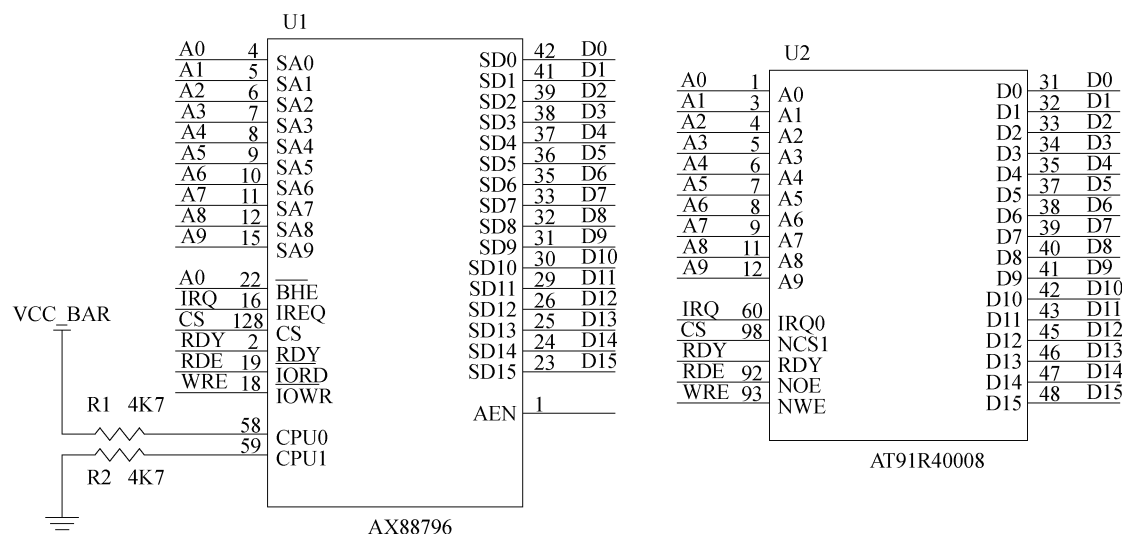 U1
A0 4 SA0 SD0 42 D0
A1 5 SA1 SD1 41 D1
A2 6 SA2 SD2 39 D2
A3 7 SA3 SD3 38 D3
A4 8 SA4 SD4 37 D4
A5 9 SA5 SD5 36 D5
A6 10 SA6 SD6 35 D6
A7 11 SA7 SD7 33 D7
A8 12 SA8 SD8 32 D8
A9 15 SA9 SD9 31 D9
SD10 30 D10
A0 22 BHE SD11 29 D11
IRQ 16 IREQ SD12 26 D12
CS 128 CS SD13 25 D13
RDY 2 RDY SD14 24 D14
RDE 19 IORD SD15 23 D15
WRE 18 IOWR
AEN 1
VCC_BAR
R1 4K7
58 CPU0
59 CPU1
R2 4K7
AX88796
U2
A0 1 A0 D0 31 D0
A1 3 A1 D1 32 D1
A2 4 A2 D2 33 D2
A3 5 A3 D3 34 D3
A4 6 A4 D4 35 D4
A5 7 A5 D5 37 D5
A6 8 A6 D6 38 D6
A7 9 A7 D7 39 D7
A8 11 A8 D8 40 D8
A9 12 A9 D9 41 D9
D10 42 D10
IRQ 60 IRQ0 D11 43 D11
CS 98 NCS1 D12 45 D12
RDY RDY D13 46 D13
RDE 92 NOE D14 47 D14
WRE 93 NWE D15 48 D15
AT91R40008